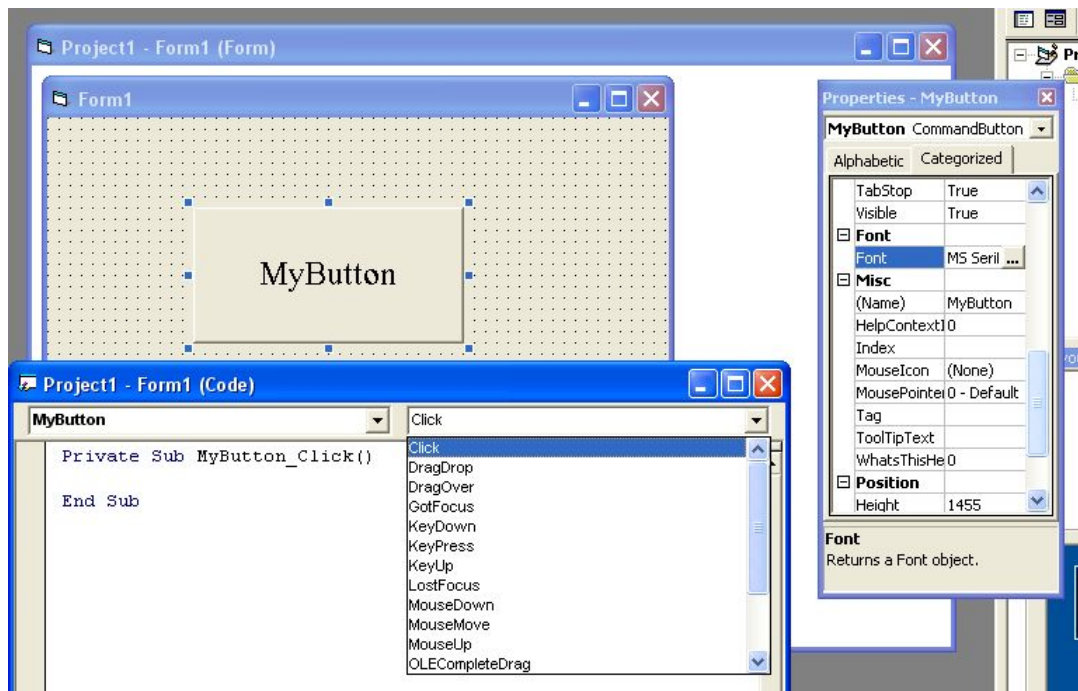 Project1 - Form1 (Form)
Form1
MyButton
Project1 - Form1 (Code)
MyButton
Click
Private Sub MyButton_Click()
End Sub
Click
DragDrop
DragOver
GotFocus
KeyDown
KeyPress
KeyUp
LostFocus
MouseDown
MouseMove
MouseUp
OLECompleteDrag
Pr
Properties - MyButton
MyButton CommandButton
Alphabetic Categorized
TabStop True
Visible True
Font
Font MS Seril ...
Misc
(Name) MyButton
HelpContextI 0
Index
MouseIcon (None)
MousePointer 0 - Default
Tag
ToolTipText
WhatsThisHe 0
Position
Height 1455
Font
Returns a Font object.